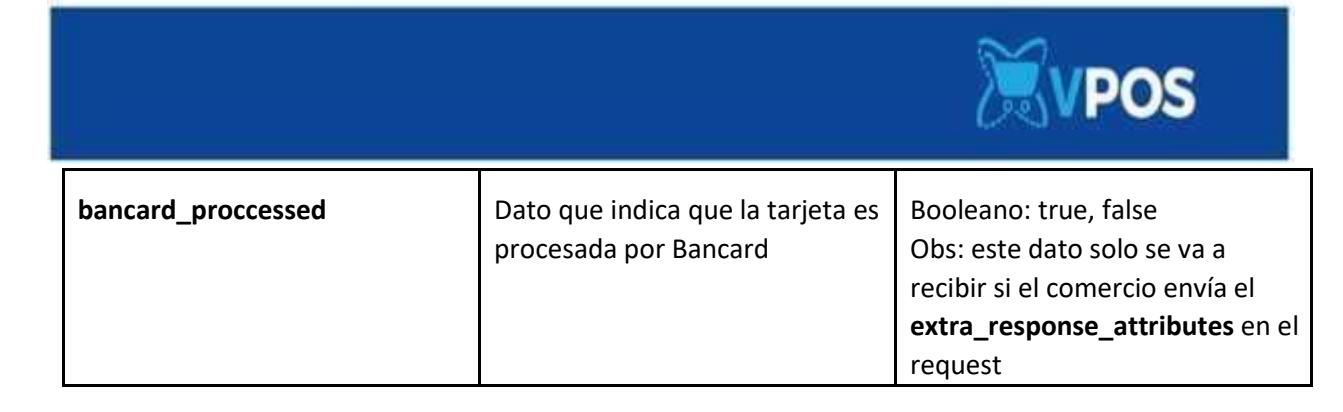 VPOS
bancard_proccessed
Dato que indica que la tarjeta es
procesada por Bancard
Booleano: true, false
Obs: este dato solo se va a
recibir si el comercio envía el
extra_response_attributes en el
request